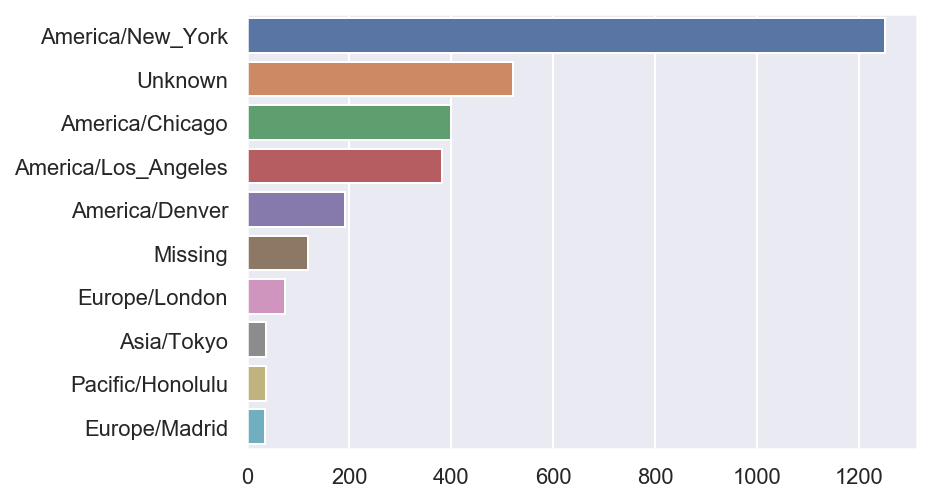 America/New_York
Unknown
America/Chicago
America/Los_Angeles
America/Denver
Missing
Europe/London
Asia/Tokyo
Pacific/Honolulu
Europe/Madrid
0 200 400 600 800 1000 1200